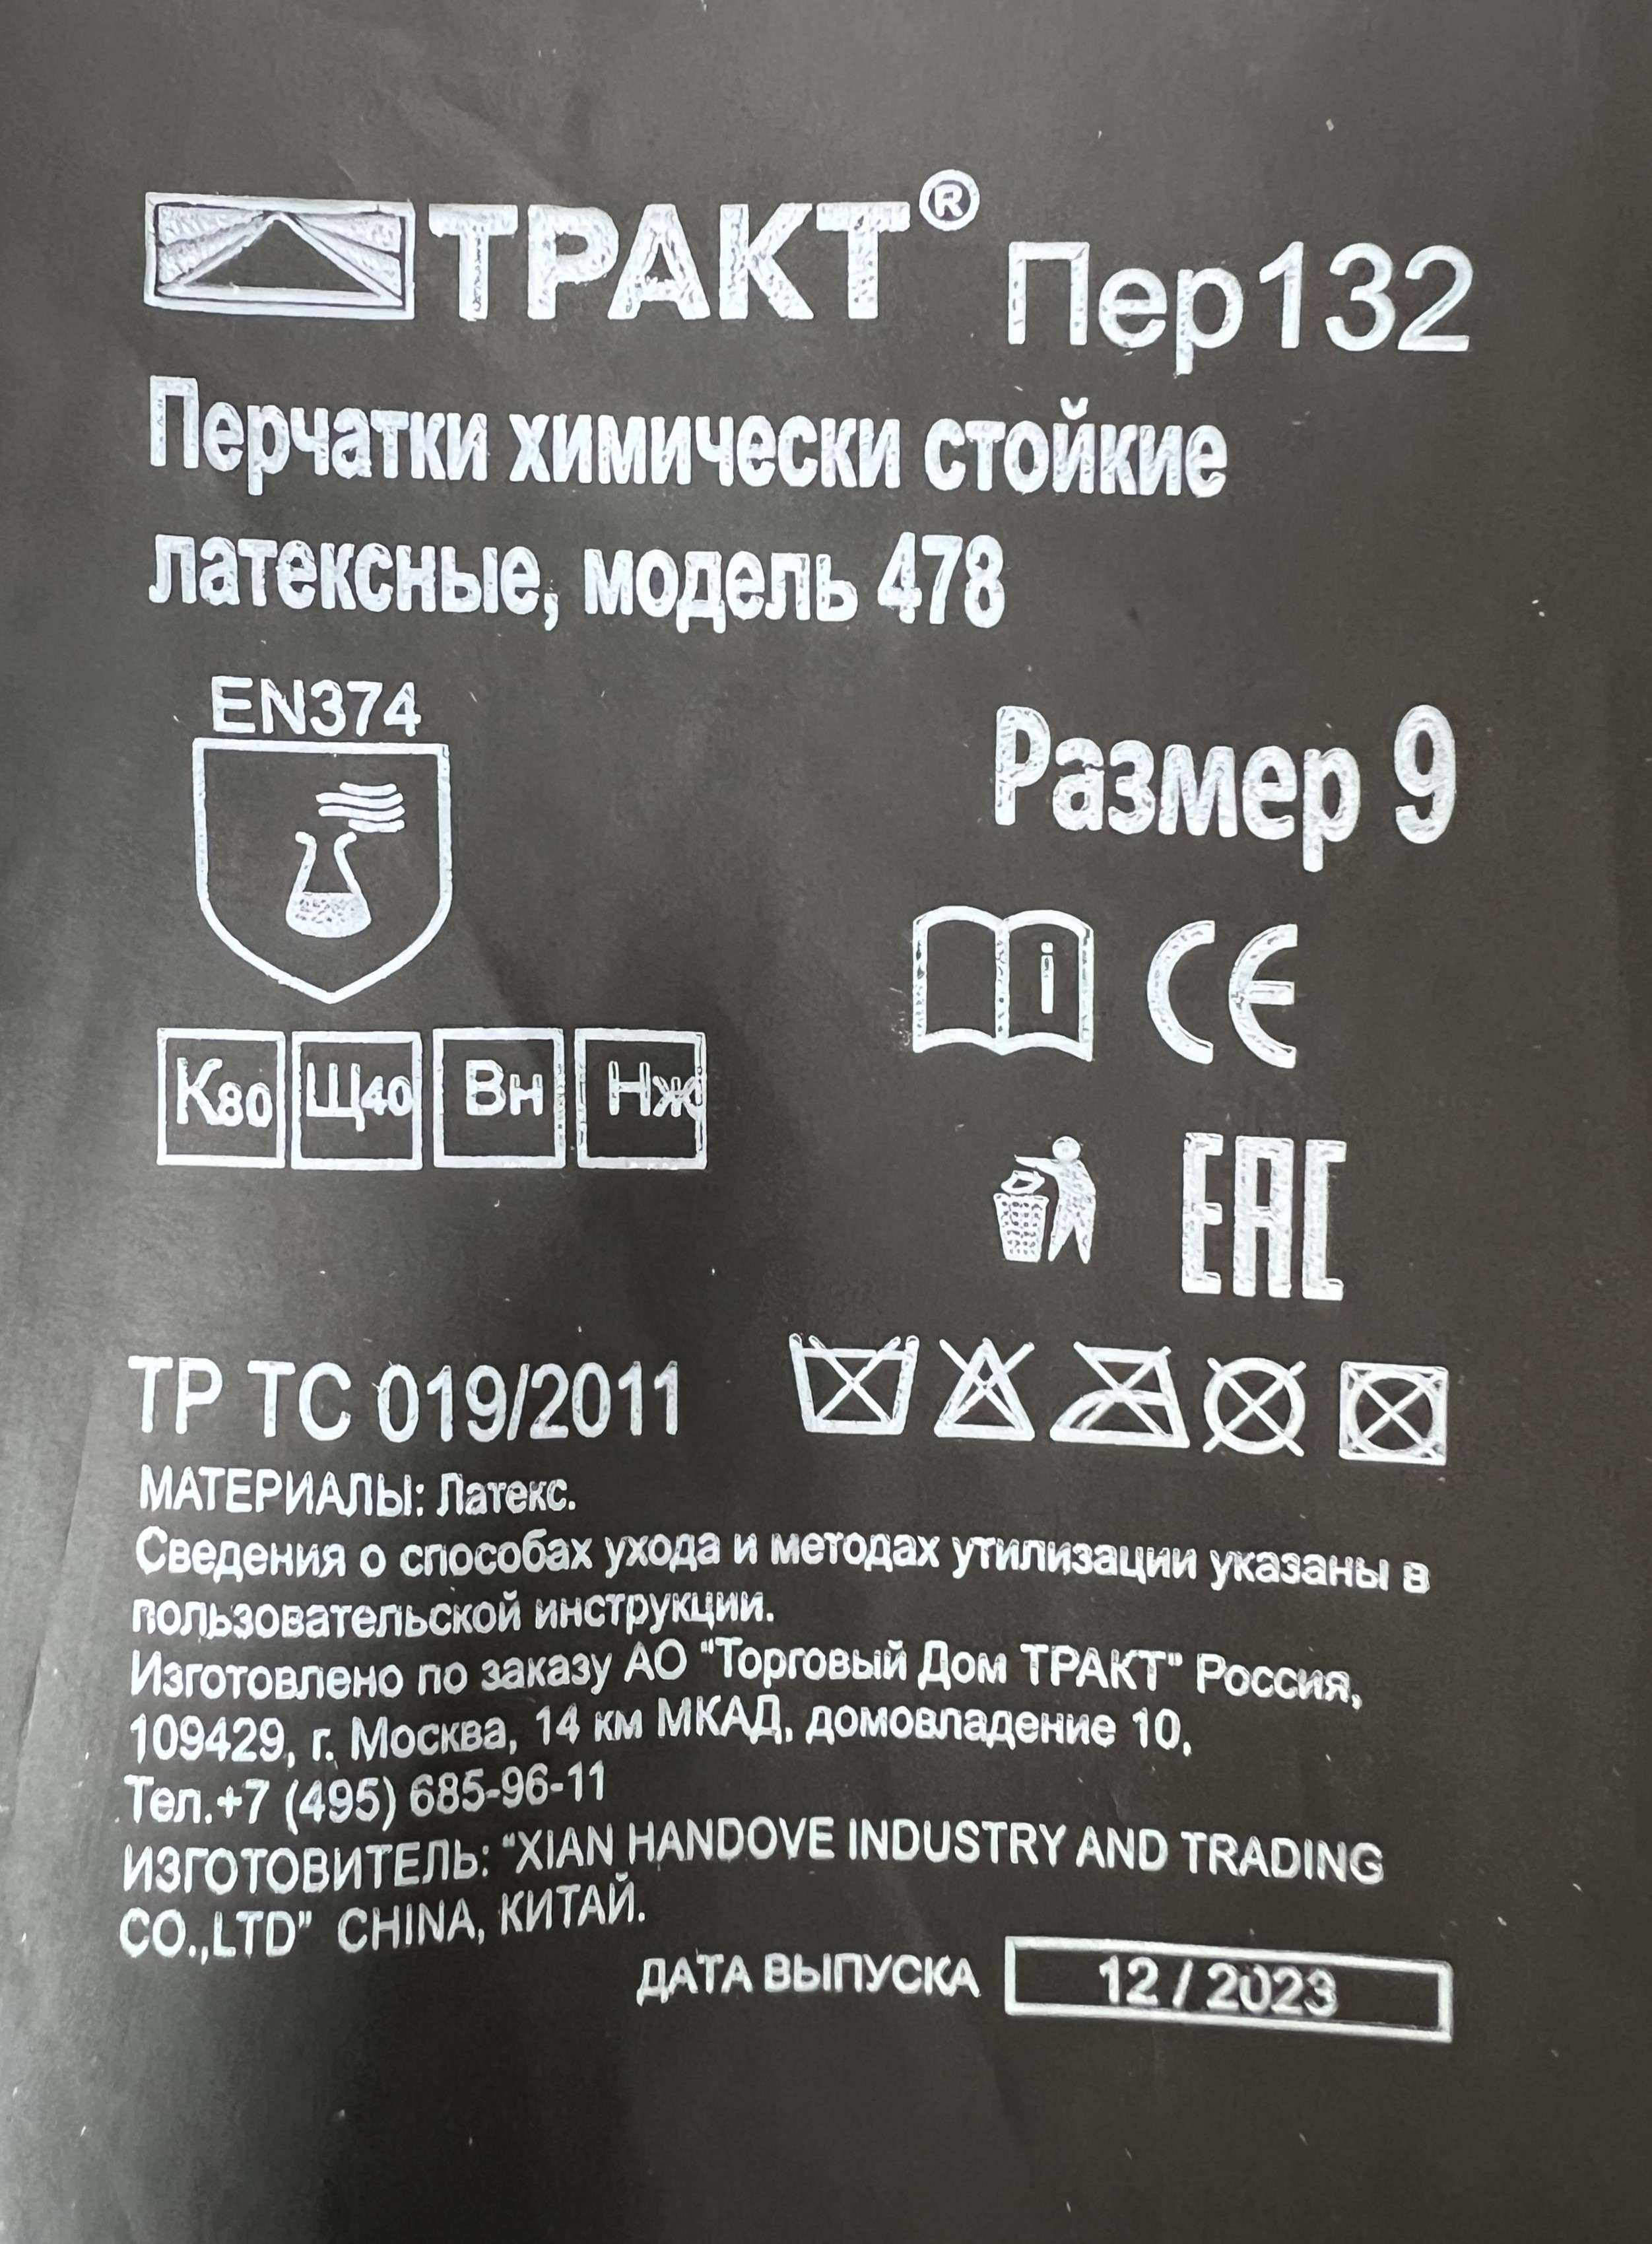 ТРАКТ® Пер132
Перчатки химически стойкие
латексные, модель 478
EN374
Размер 9
i CE
К80 Щ40 Вн Нж
EAC
ТР ТС 019/2011
МАТЕРИАЛЫ: Латекс.
Сведения о способах ухода и методах утилизации указаны в
пользовательской инструкции.
Изготовлено по заказу АО "Торговый Дом ТРАКТ" Россия,
109429, г. Москва, 14 км МКАД, домовладение 10,
Тел.+7 (495) 685-96-11
ИЗГОТОВИТЕЛЬ: "XIAN HANDOVE INDUSTRY AND TRADING
CO.,LTD" CHINA, КИТАЙ.
ДАТА ВЫПУСКА 12 / 2023